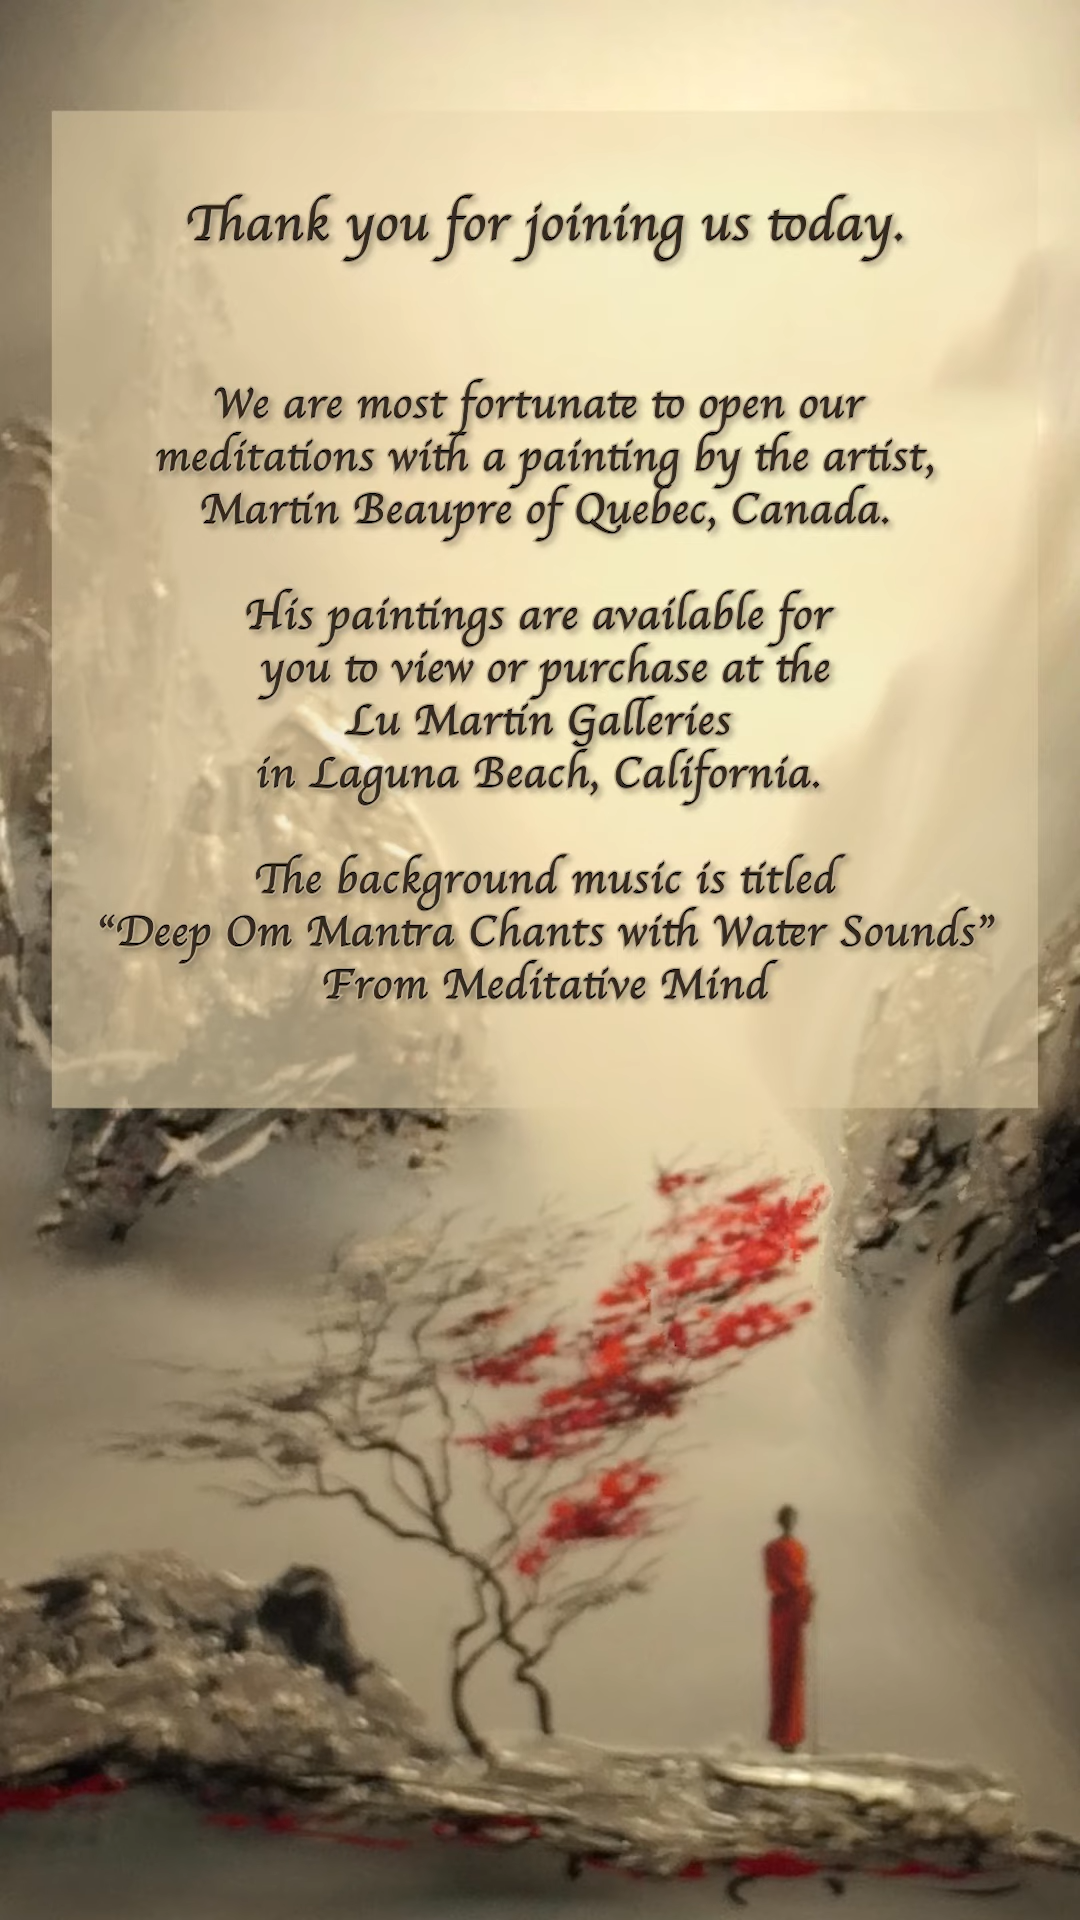 Thank you for joining us today.
We are most fortunate to open our
meditations with a painting by the artist,
Martin Beaupre of Quebec, Canada.
His paintings are available for
you to view or purchase at the
Lu Martin Galleries
in Laguna Beach, California.
The background music is titled
“Deep Om Mantra Chants with Water Sounds”
From Meditative Mind